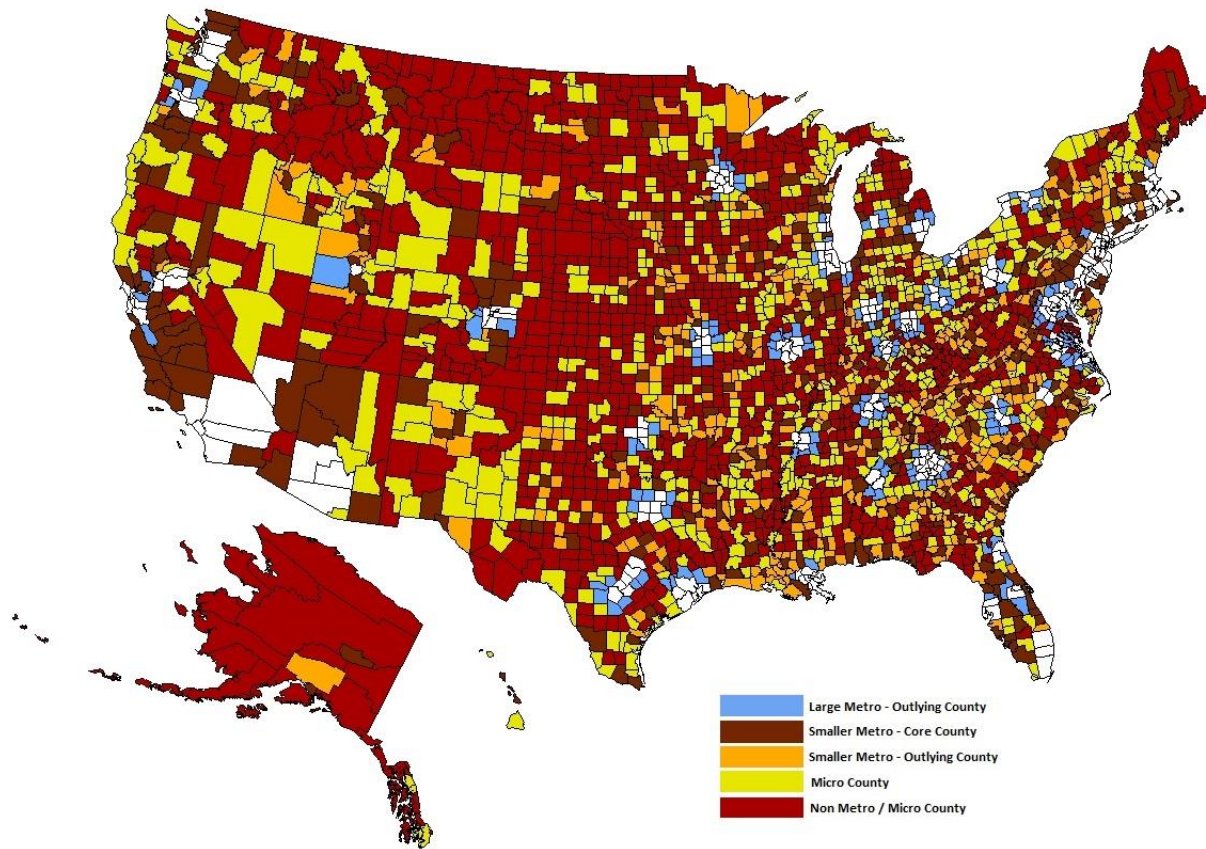 Large Metro - Outlying County
Smaller Metro - Core County
Smaller Metro - Outlying County
Micro County
Non Metro / Micro County